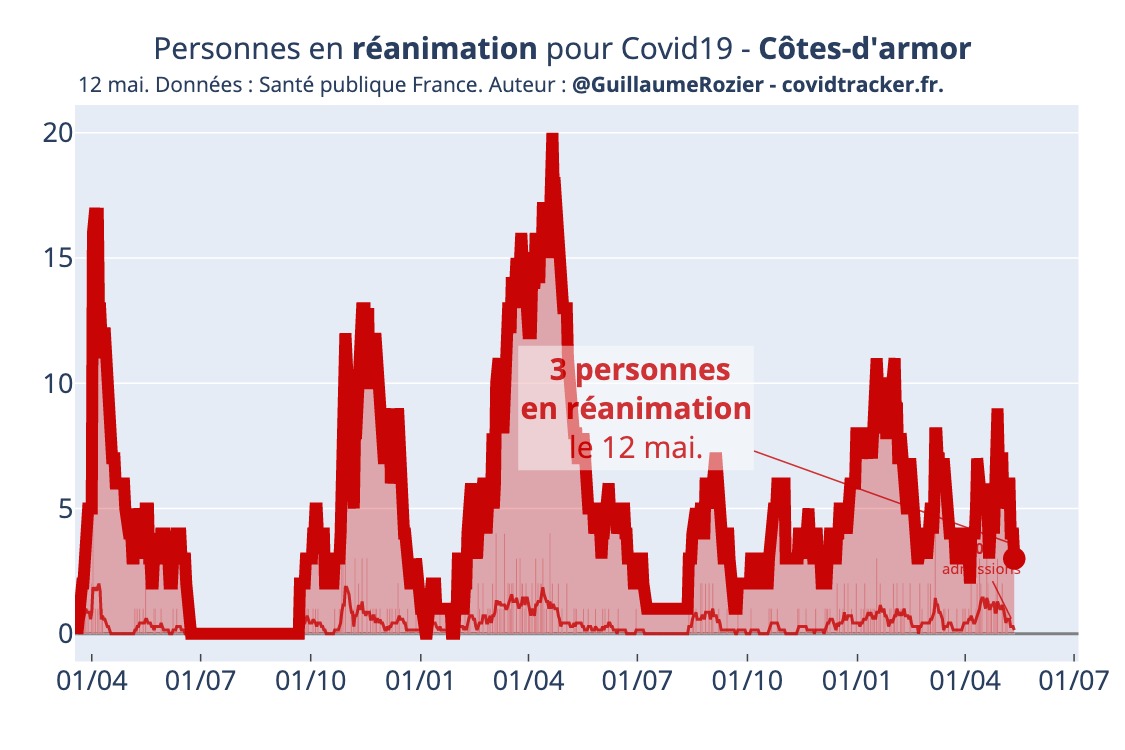 Personnes en réanimation pour Covid19 - Côtes-d'armor
12 mai. Données : Santé publique France. Auteur : @GuillaumeRozier - covidtracker.fr.
20
15
10
5
0
3 personnes
en réanimation
le 12 mai.
0
admissions
01/04
01/07
01/10
01/01
01/04
01/07
01/10
01/01
01/04
01/07